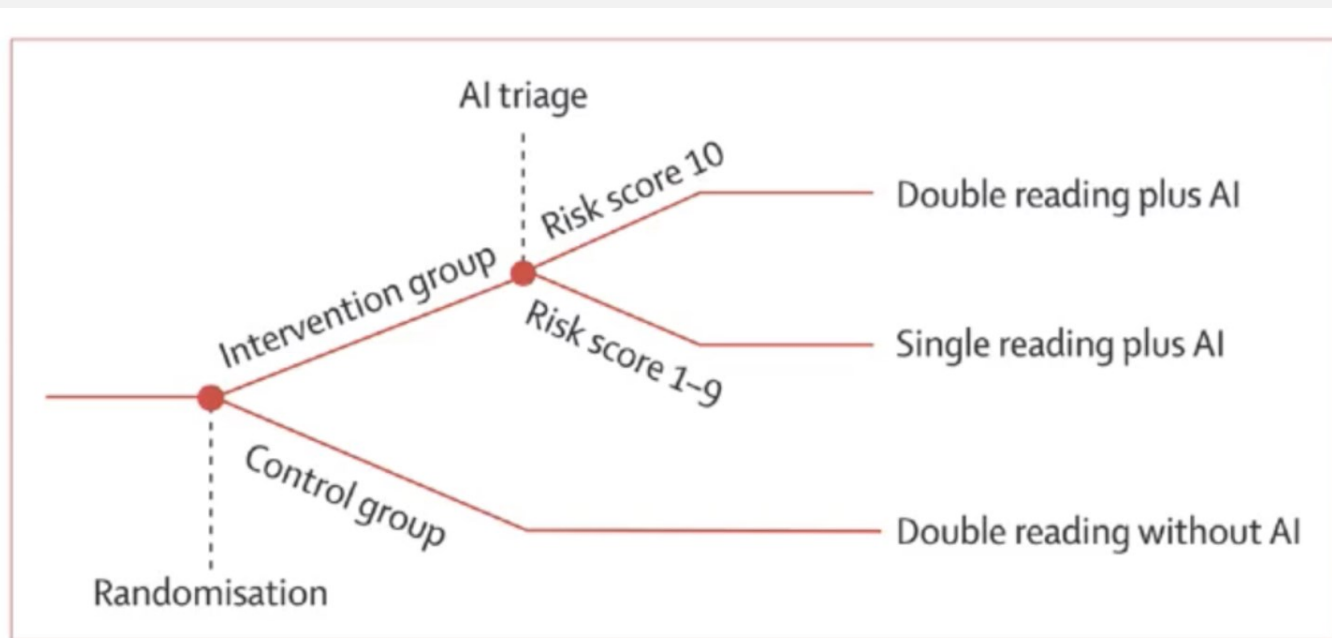 AI triage
Risk score 10
Double reading plus AI
Intervention group
Risk score 1–9
Single reading plus AI
Control group
Double reading without AI
Randomisation